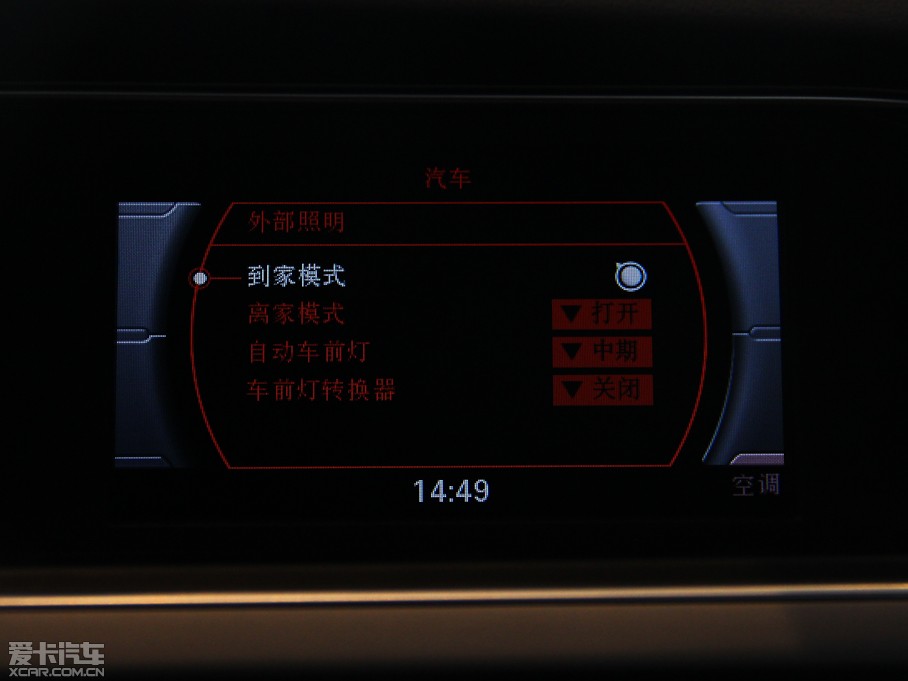 汽车
外部照明
到家模式
离家模式 ▼ 打开
自动车前灯 ▼ 中期
车前灯转换器 ▼ 关闭
14:49
空调
爱卡汽车
XCAR.COM.CN